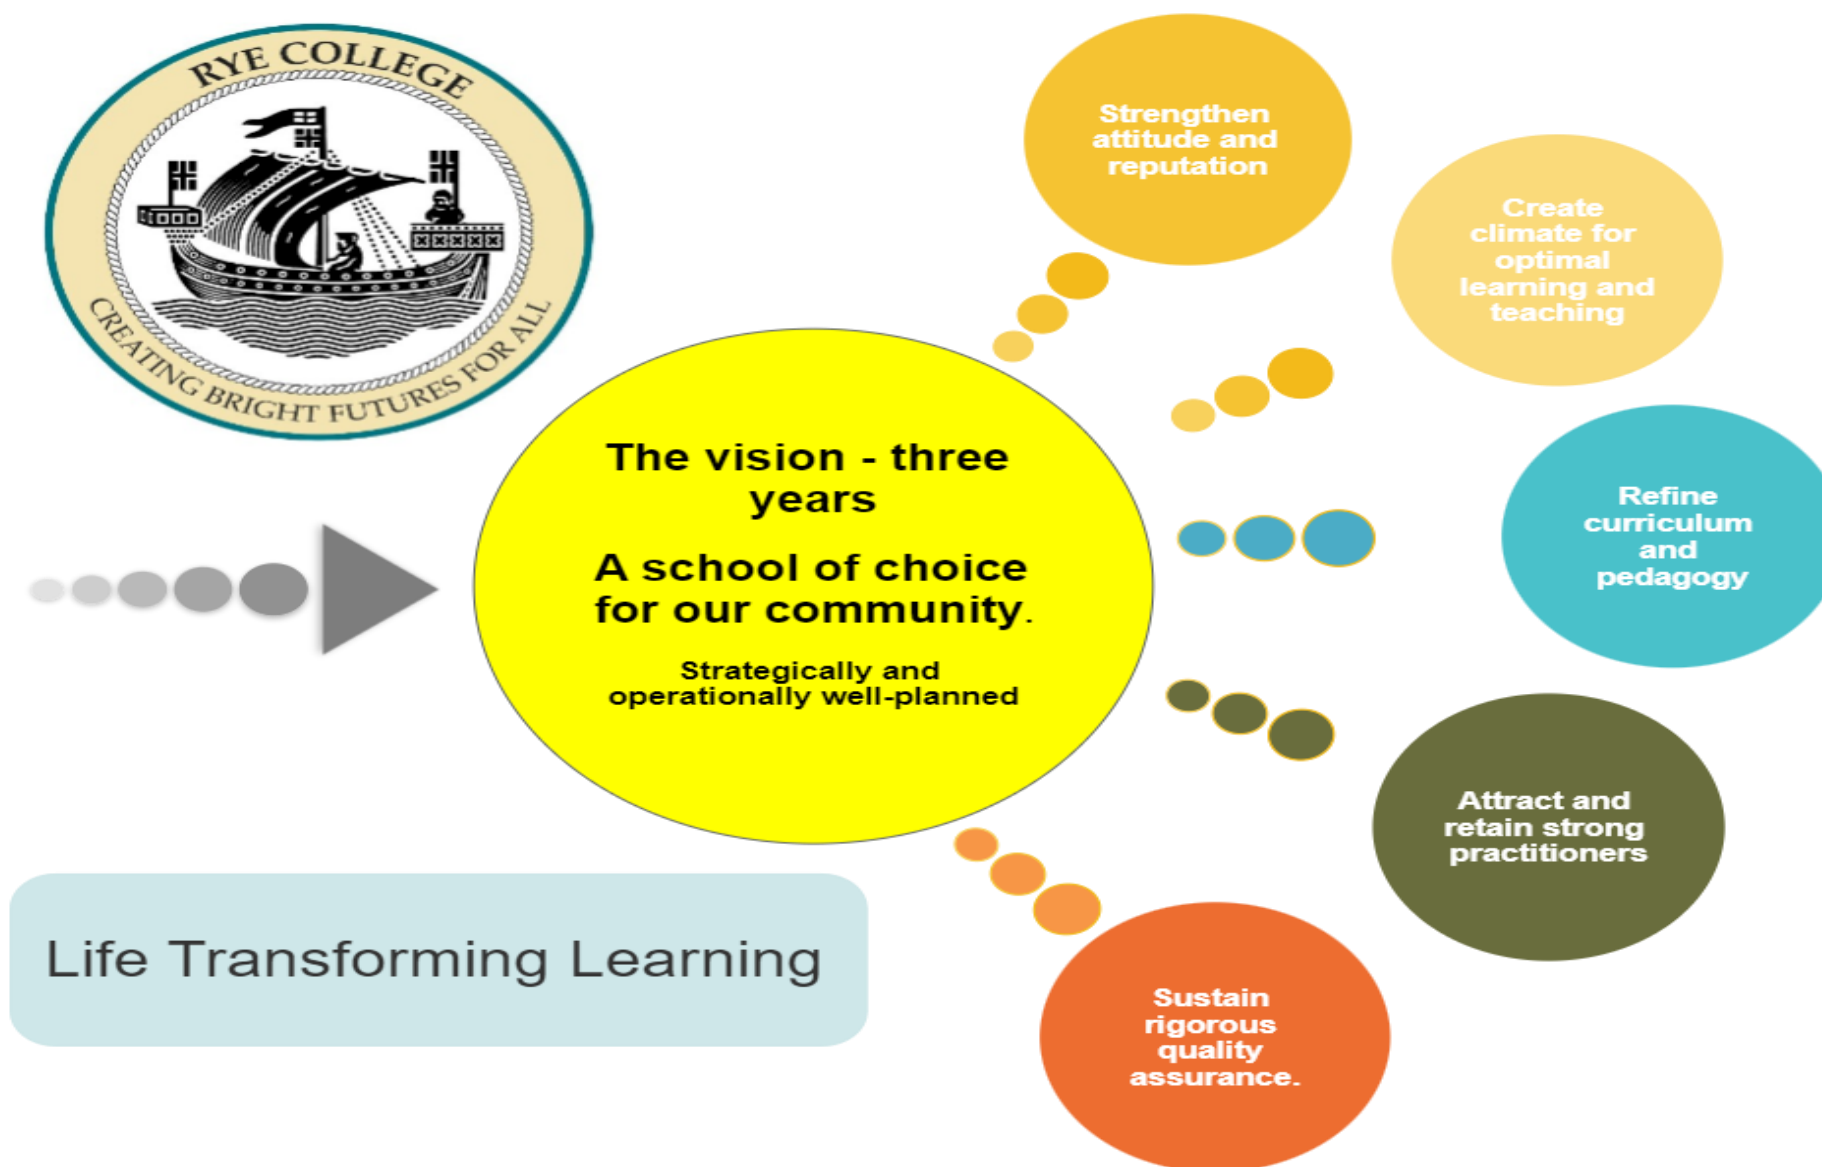 RYE COLLEGE
CREATING BRIGHT FUTURES FOR ALL
The vision - three
years
A school of choice
for our community.
Strategically and
operationally well-planned
Life Transforming Learning
Strengthen
attitude and
reputation
Create
climate for
optimal
learning and
teaching
Refine
curriculum
and
pedagogy
Attract and
retain strong
practitioners
Sustain
rigorous
quality
assurance.